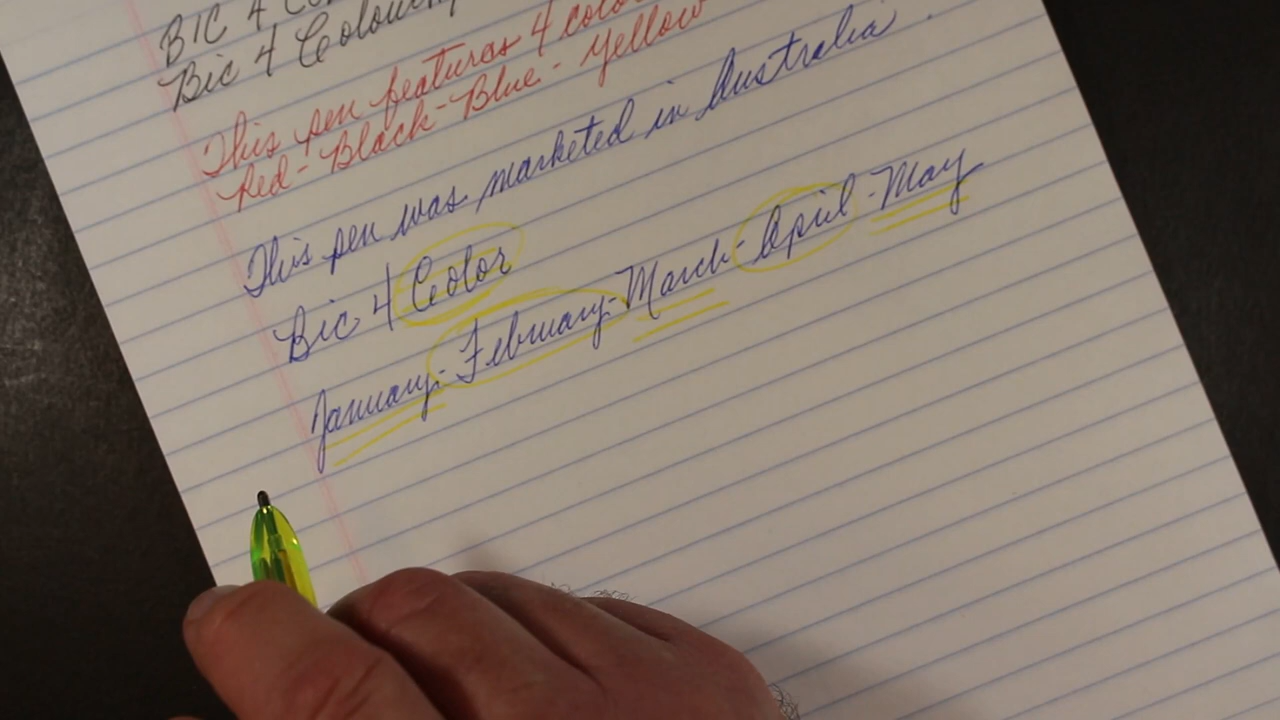 BIC 4
Bic 4 Colour
This pen features 4 color
Red - Black - Blue - Yellow
This pen was marketed in Australia.
Bic 4 Color
January - February - March - April - May